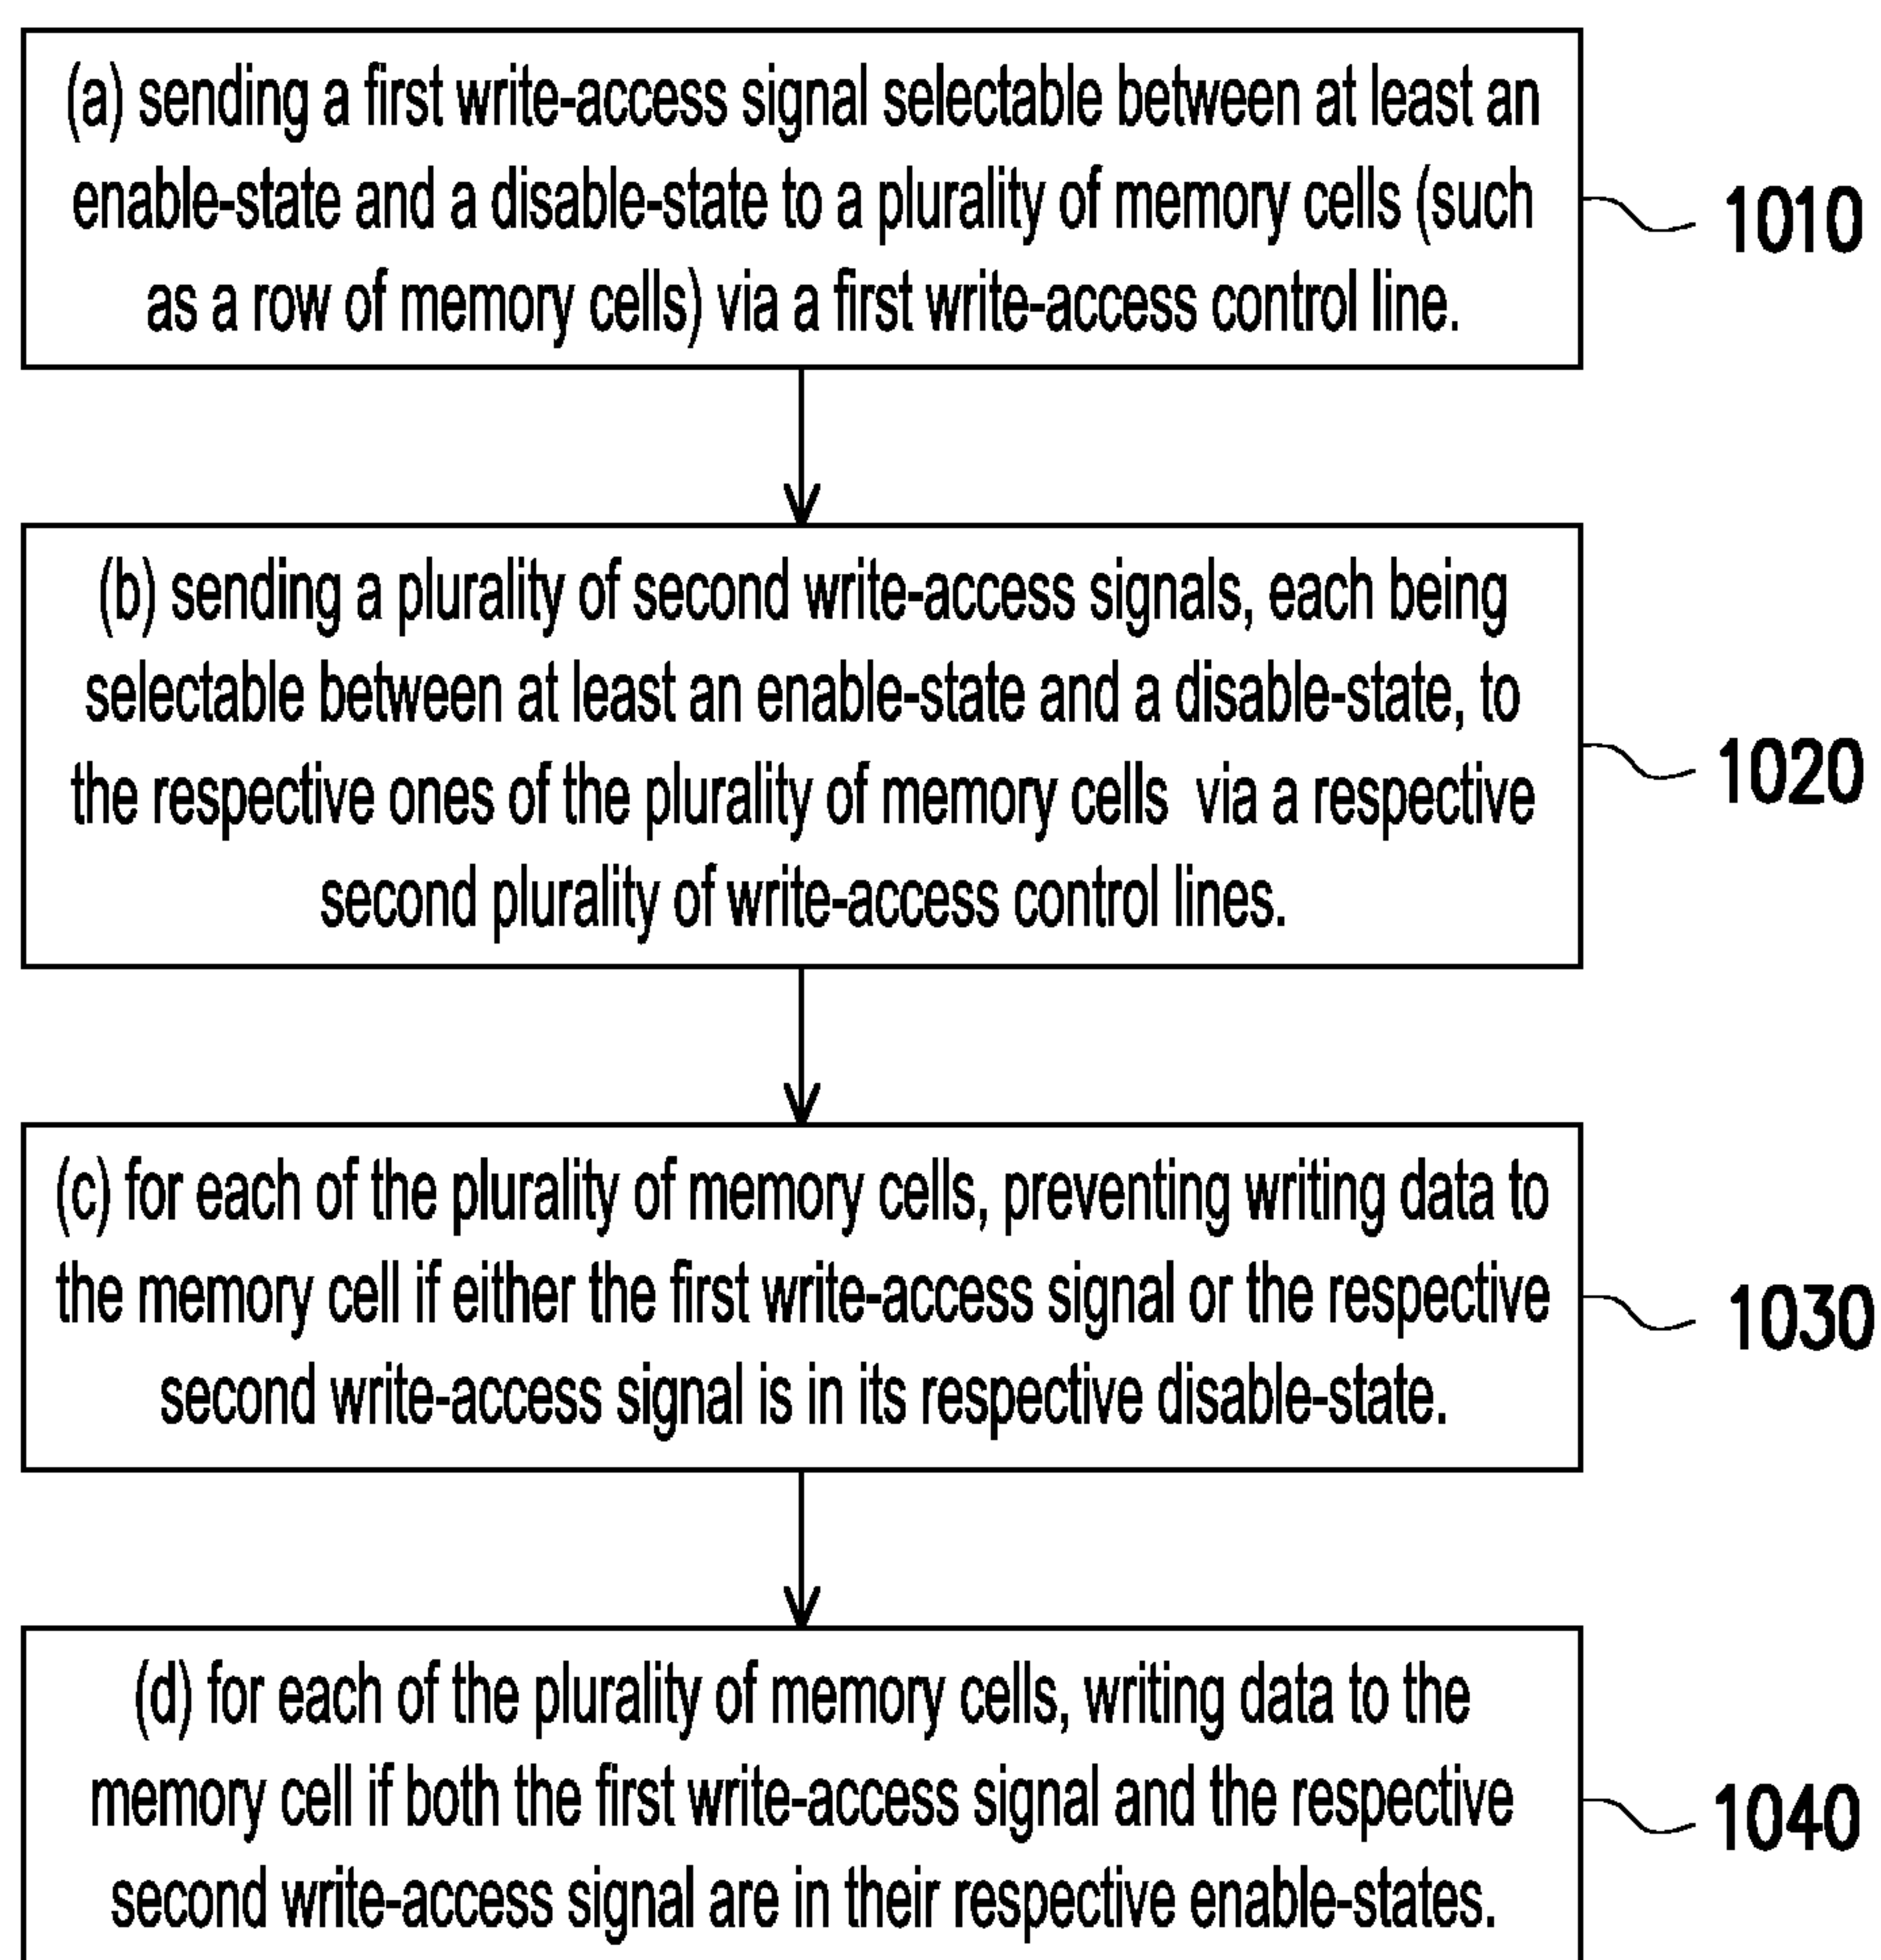 (a) sending a first write-access signal selectable between at least an
enable-state and a disable-state to a plurality of memory cells (such
as a row of memory cells) via a first write-access control line.
1010
(b) sending a plurality of second write-access signals, each being
selectable between at least an enable-state and a disable-state, to
the respective ones of the plurality of memory cells via a respective
second plurality of write-access control lines.
1020
(c) for each of the plurality of memory cells, preventing writing data to
the memory cell if either the first write-access signal or the respective
second write-access signal is in its respective disable-state.
1030
(d) for each of the plurality of memory cells, writing data to the
memory cell if both the first write-access signal and the respective
second write-access signal are in their respective enable-states.
1040